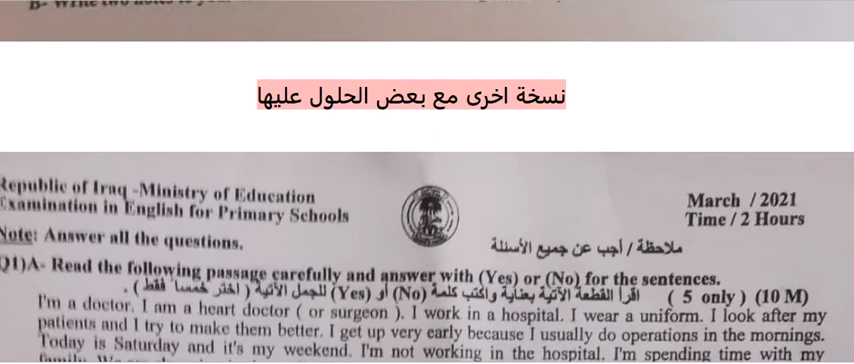 B- Write two
نسخة اخرى مع بعض الحلول عليها
Republic of Iraq -Ministry of Education
Examination in English for Primary Schools
March / 2021
Time / 2 Hours
Note: Answer all the questions.
ملاحظة / أجب عن جميع الأسئلة
Q1)A- Read the following passage carefully and answer with (Yes) or (No) for the sentences.
اقرأ القطعة الآتية بعناية واكتب كلمة (No) أو (Yes) للجمل الآتية ( اختر خمساً فقط ) . ( 5 only ) (10 M)
I'm a doctor. I am a heart doctor ( or surgeon ). I work in a hospital. I wear a uniform. I look after my
patients and I try to make them better. I get up very early because I usually do operations in the mornings.
Today is Saturday and it's my weekend. I'm not working in the hospital. I'm spending time with my
family.